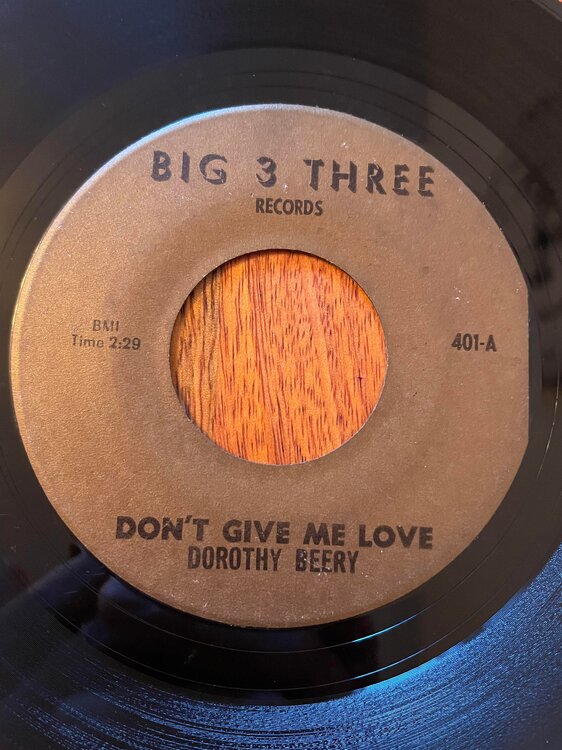 BIG 3 THREE
RECORDS
BMI
Time 2:29
401-A
DON'T GIVE ME LOVE
DOROTHY BEERY